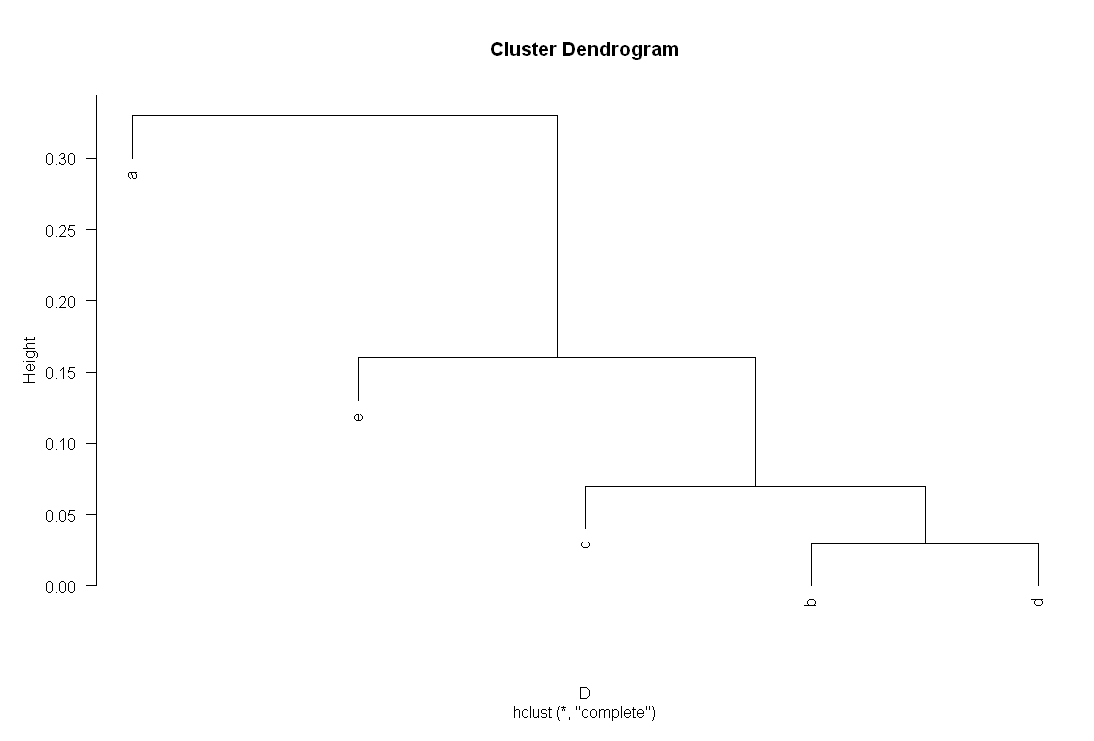 Cluster Dendrogram
Height
0.30
0.25
0.20
0.15
0.10
0.05
0.00
a
e
c
b
d
D
hclust (*, "complete")